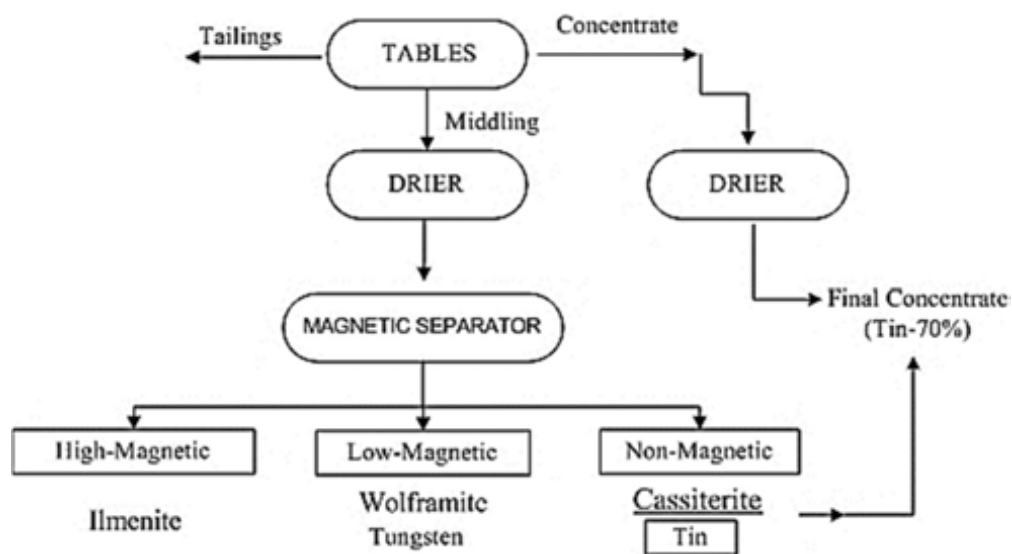 Tailings
TABLES
Concentrate
Middling
DRIER
DRIER
MAGNETIC SEPARATOR
Final Concentrate
(Tin-70%)
High-Magnetic
Low-Magnetic
Non-Magnetic
Ilmenite
Wolframite
Tungsten
Cassiterite
Tin